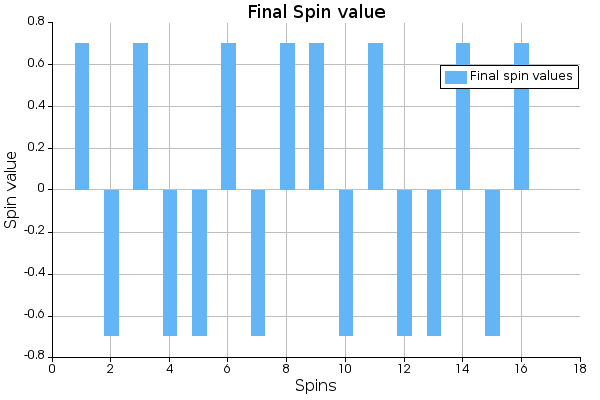 Final Spin value
0.8
0.6
0.4
0.2
0
-0.2
-0.4
-0.6
-0.8
Spin value
Final spin values
0 2 4 6 8 10 12 14 16 18
Spins